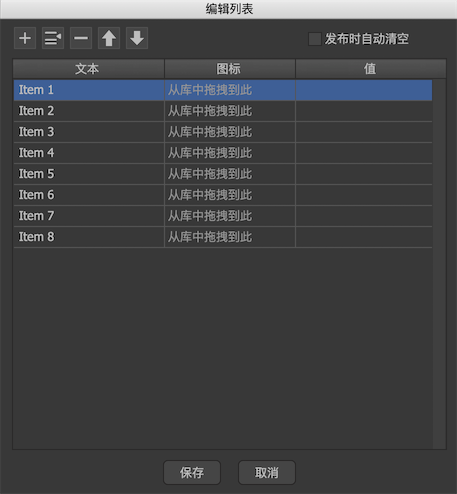 编辑列表
发布时自动清空
文本 图标 值
Item 1 从库中拖拽到此
Item 2 从库中拖拽到此
Item 3 从库中拖拽到此
Item 4 从库中拖拽到此
Item 5 从库中拖拽到此
Item 6 从库中拖拽到此
Item 7 从库中拖拽到此
Item 8 从库中拖拽到此
保存 取消